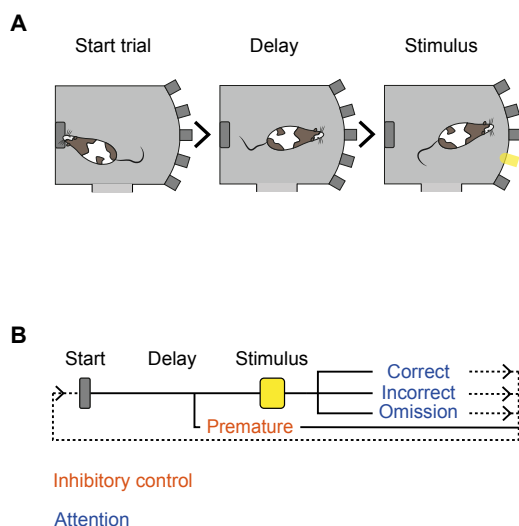 A
Start trial Delay Stimulus
B
Start Delay Stimulus
Correct
Incorrect
Omission
Premature
Inhibitory control
Attention